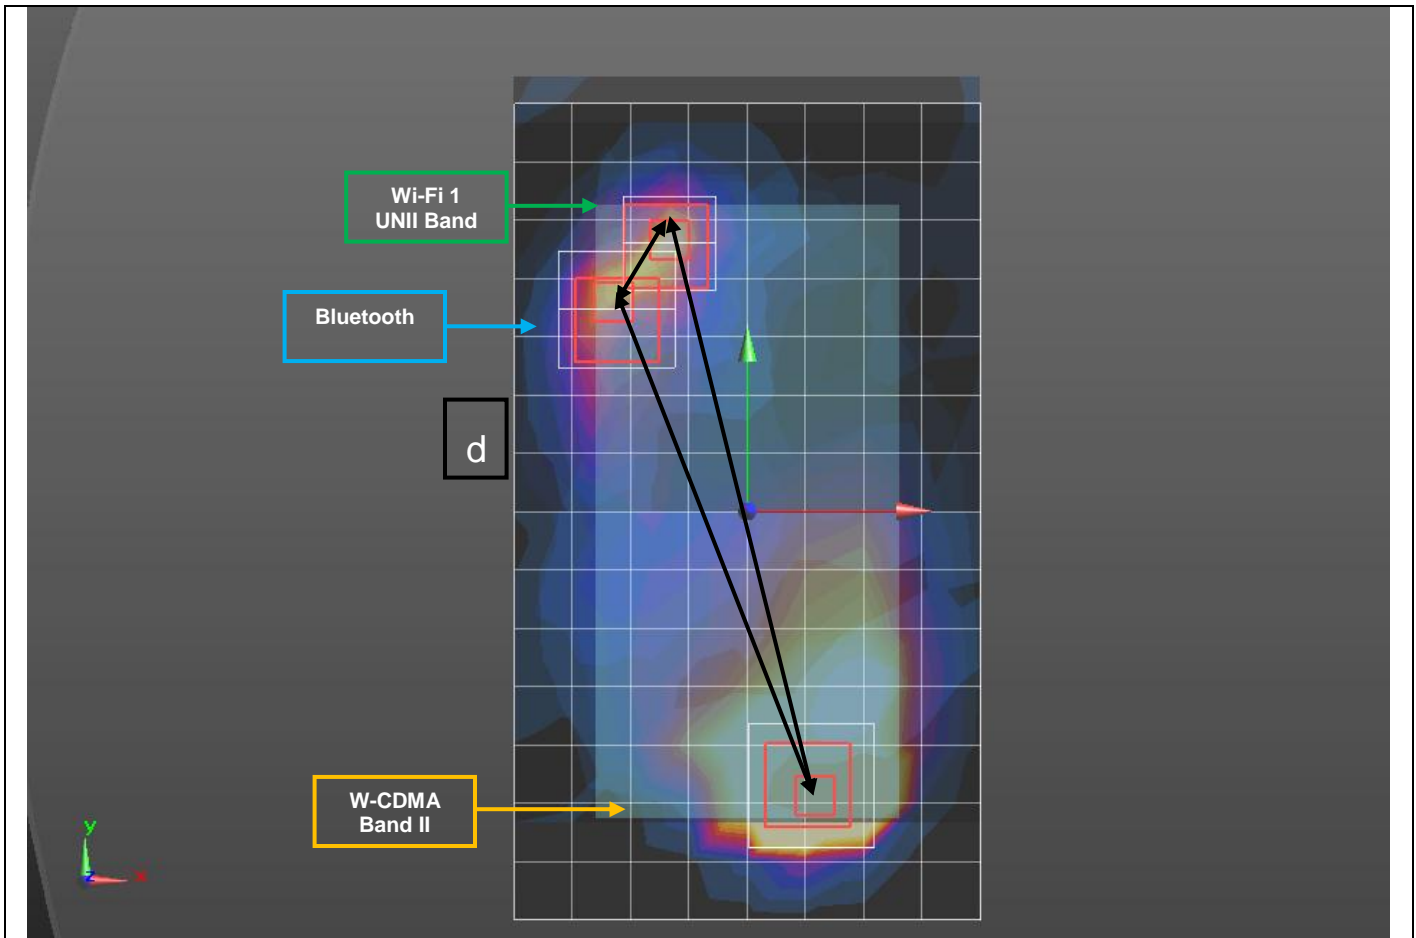 Wi-Fi 1
UNII Band
Bluetooth
d
W-CDMA
Band II
y
z
x